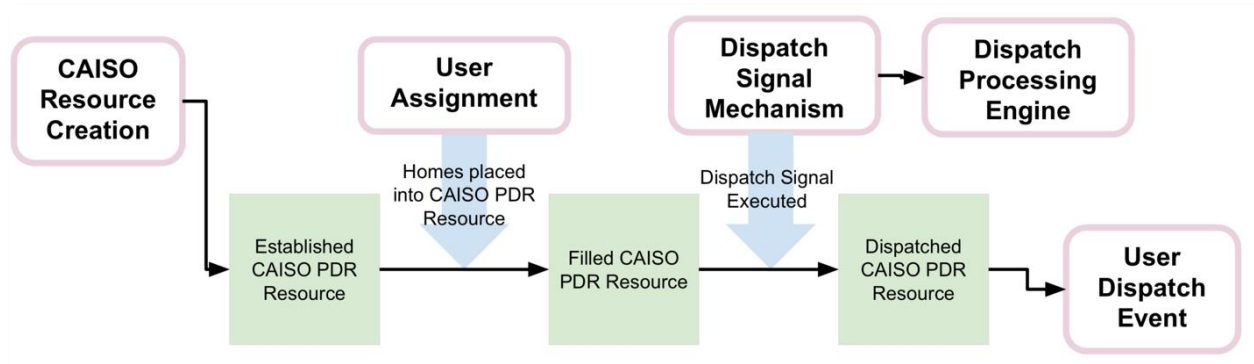 CAISO
Resource
Creation
User
Assignment
Dispatch
Signal
Mechanism
Dispatch
Processing
Engine
Homes placed
into CAISO PDR
Resource
Dispatch Signal
Executed
Established
CAISO PDR
Resource
Filled CAISO
PDR Resource
Dispatched
CAISO PDR
Resource
User
Dispatch
Event